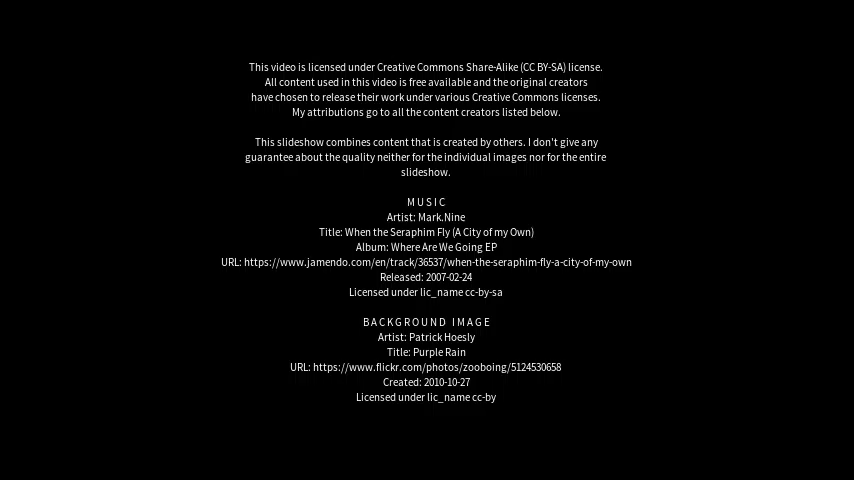 This video is licensed under Creative Commons Share-Alike (CC BY-SA) license.
All content used in this video is free available and the original creators
have chosen to release their work under various Creative Commons licenses.
My attributions go to all the content creators listed below.
This slideshow combines content that is created by others. I don't give any
guarantee about the quality neither for the individual images nor for the entire
slideshow.
MUSIC
Artist: Mark.Nine
Title: When the Seraphim Fly (A City of my Own)
Album: Where Are We Going EP
URL: https://www.jamendo.com/en/track/36537/when-the-seraphim-fly-a-city-of-my-own
Released: 2007-02-24
Licensed under lic_name cc-by-sa
BACKGROUND IMAGE
Artist: Patrick Hoesly
Title: Purple Rain
URL: https://www.flickr.com/photos/zooboing/5124530658
Created: 2010-10-27
Licensed under lic_name cc-by